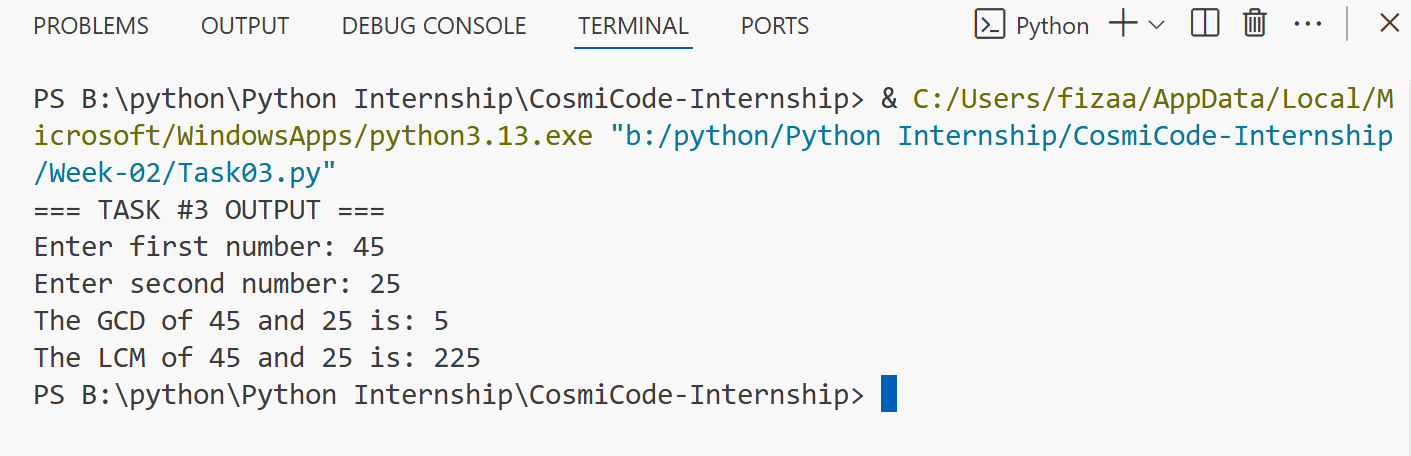 PROBLEMS OUTPUT DEBUG CONSOLE TERMINAL PORTS Python
PS B:\python\Python Internship\CosmiCode-Internship> & C:/Users/fizaa/AppData/Local/M
icrosoft/WindowsApps/python3.13.exe "b:/python/Python Internship/CosmiCode-Internship
/Week-02/Task03.py"
=== TASK #3 OUTPUT ===
Enter first number: 45
Enter second number: 25
The GCD of 45 and 25 is: 5
The LCM of 45 and 25 is: 225
PS B:\python\Python Internship\CosmiCode-Internship>